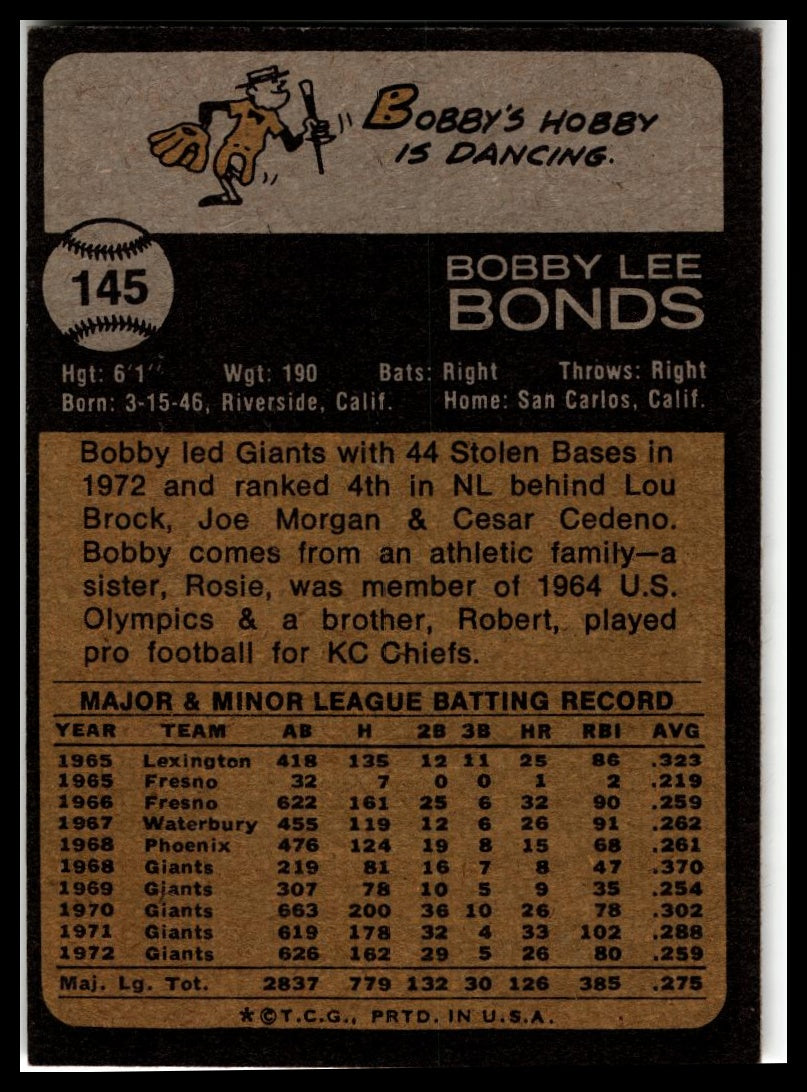 BOBBY'S HOBBY
IS DANCING.
145
BOBBY LEE
BONDS
Hgt: 6'1" Wgt: 190 Bats: Right Throws: Right
Born: 3-15-46, Riverside, Calif. Home: San Carlos, Calif.
Bobby led Giants with 44 Stolen Bases in
1972 and ranked 4th in NL behind Lou
Brock, Joe Morgan & Cesar Cedeno.
Bobby comes from an athletic family—a
sister, Rosie, was member of 1964 U.S.
Olympics & a brother, Robert, played
pro football for KC Chiefs.
MAJOR & MINOR LEAGUE BATTING RECORD
YEAR TEAM AB H 2B 3B HR RBI AVG
1965 Lexington 418 135 12 11 25 86 .323
1965 Fresno 32 7 0 0 1 2 .219
1966 Fresno 622 161 25 6 32 90 .259
1967 Waterbury 455 119 12 6 26 91 .262
1968 Phoenix 476 124 19 8 15 68 .261
1968 Giants 219 81 16 7 8 47 .370
1969 Giants 307 78 10 5 9 35 .254
1970 Giants 663 200 36 10 26 78 .302
1971 Giants 619 178 32 4 33 102 .288
1972 Giants 626 162 29 5 26 80 .259
Maj. Lg. Tot. 2837 779 132 30 126 385 .275
*©T.C.G., PRTD. IN U.S.A.